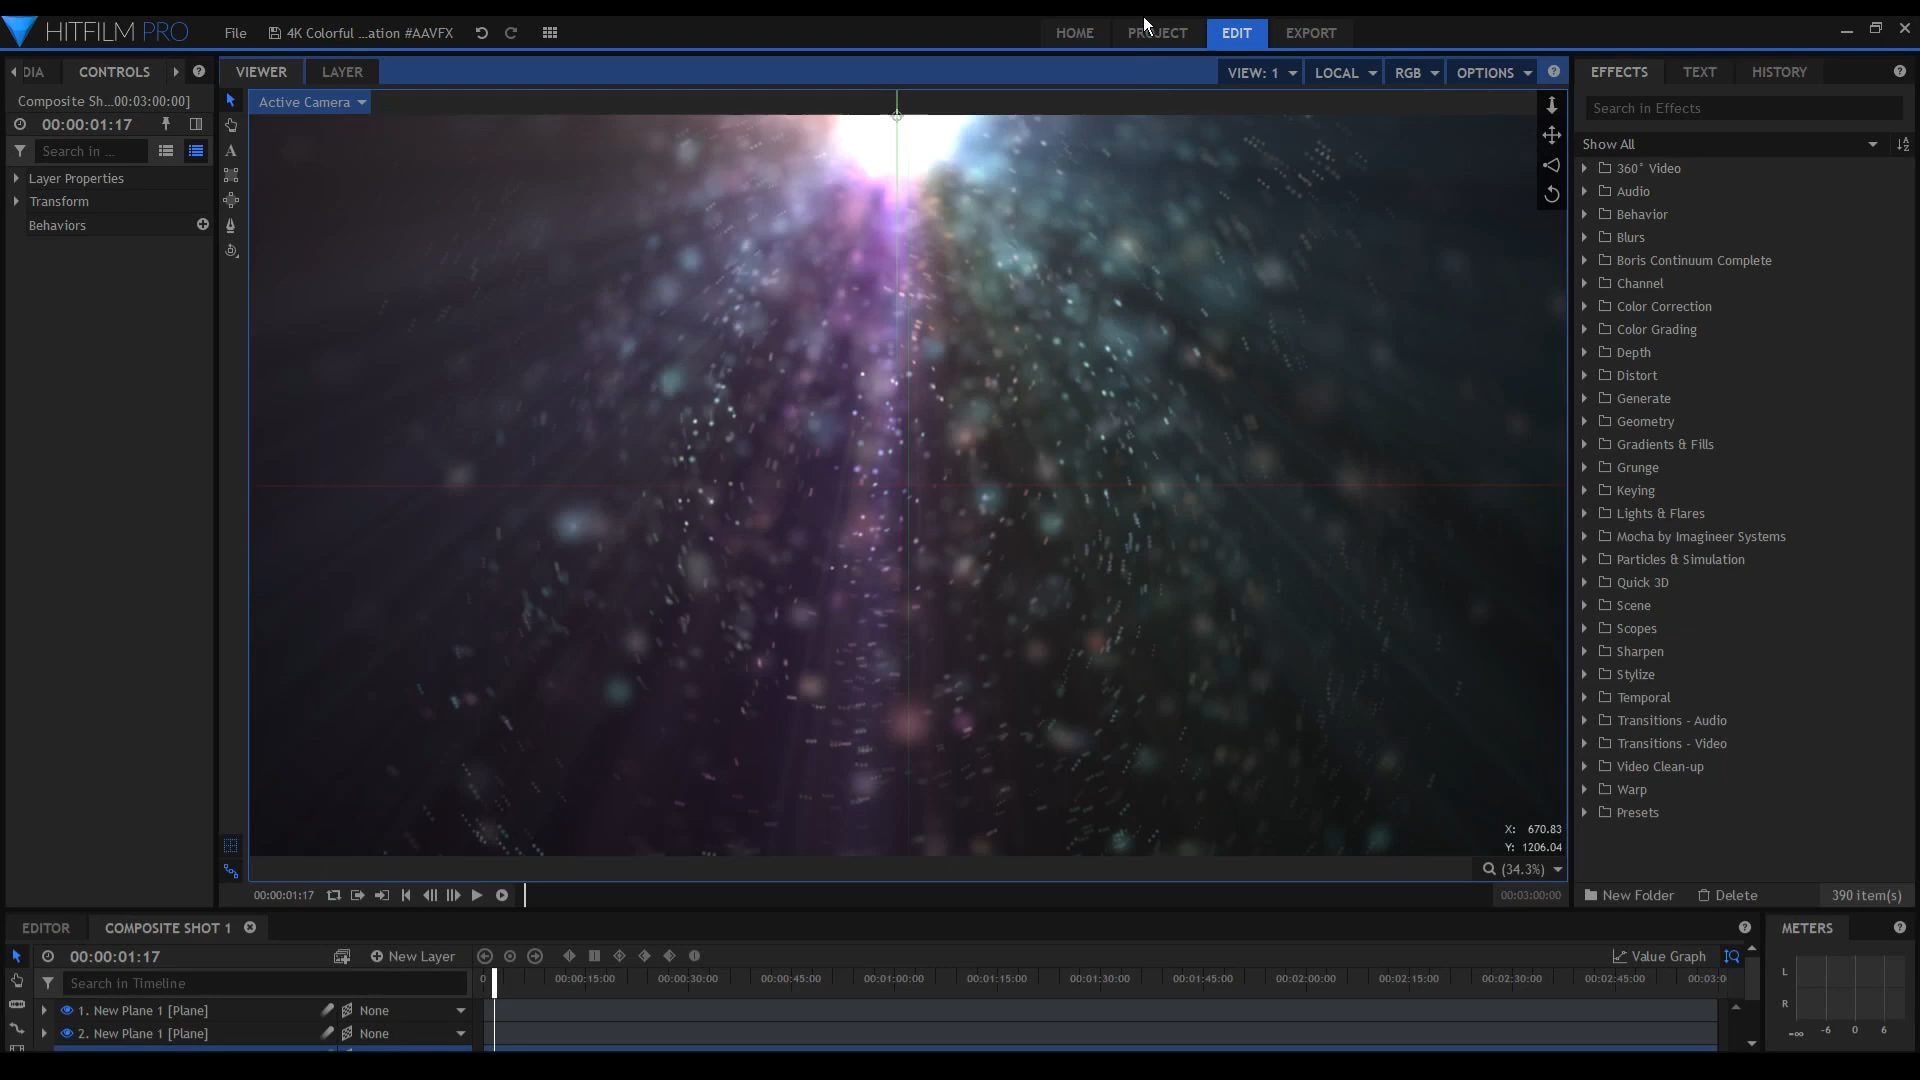 HITFILM PRO
File
4K Colorful ...ation #AAVFX
HOME
PROJECT
EDIT
EXPORT
DIA
CONTROLS
VIEWER
LAYER
VIEW: 1
LOCAL
RGB
OPTIONS
EFFECTS
TEXT
HISTORY
Composite Sh...00:03:00:00]
00:00:01:17
Search in ...
Layer Properties
Transform
Behaviors
Active Camera
A
X: 670.83
Y: 1206.04
(34.3%)
00:00:01:17
00:03:00:00
Search in Effects
Show All
360° Video
Audio
Behavior
Blurs
Boris Continuum Complete
Channel
Color Correction
Color Grading
Depth
Distort
Generate
Geometry
Gradients & Fills
Grunge
Keying
Lights & Flares
Mocha by Imagineer Systems
Particles & Simulation
Quick 3D
Scene
Scopes
Sharpen
Stylize
Temporal
Transitions - Audio
Transitions - Video
Video Clean-up
Warp
Presets
New Folder
Delete
390 item(s)
EDITOR
COMPOSITE SHOT 1
METERS
00:00:01:17
New Layer
Value Graph
Search in Timeline
0
00:00:15:00
00:00:30:00
00:00:45:00
00:01:00:00
00:01:15:00
00:01:30:00
00:01:45:00
00:02:00:00
00:02:15:00
00:02:30:00
00:02:45:00
00:03:0
1. New Plane 1 [Plane]
None
2. New Plane 1 [Plane]
None
L
R
-∞
-6
0
6